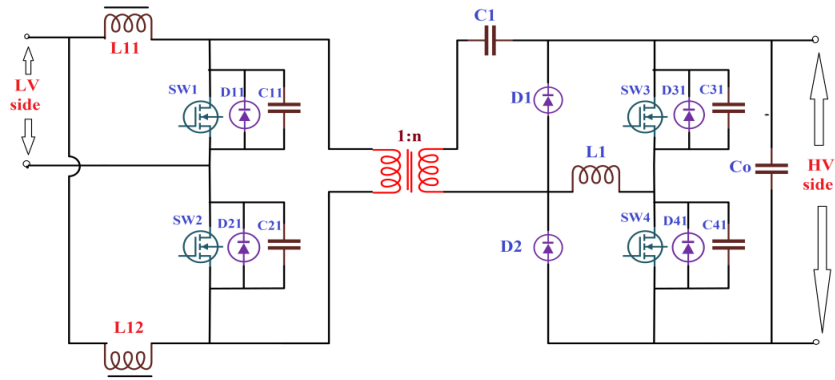 L11
LV
side
SW1
D11
C11
SW2
D21
C21
L12
1:n
C1
D1
L1
D2
SW3
D31
C31
SW4
D41
C41
Co
HV
side